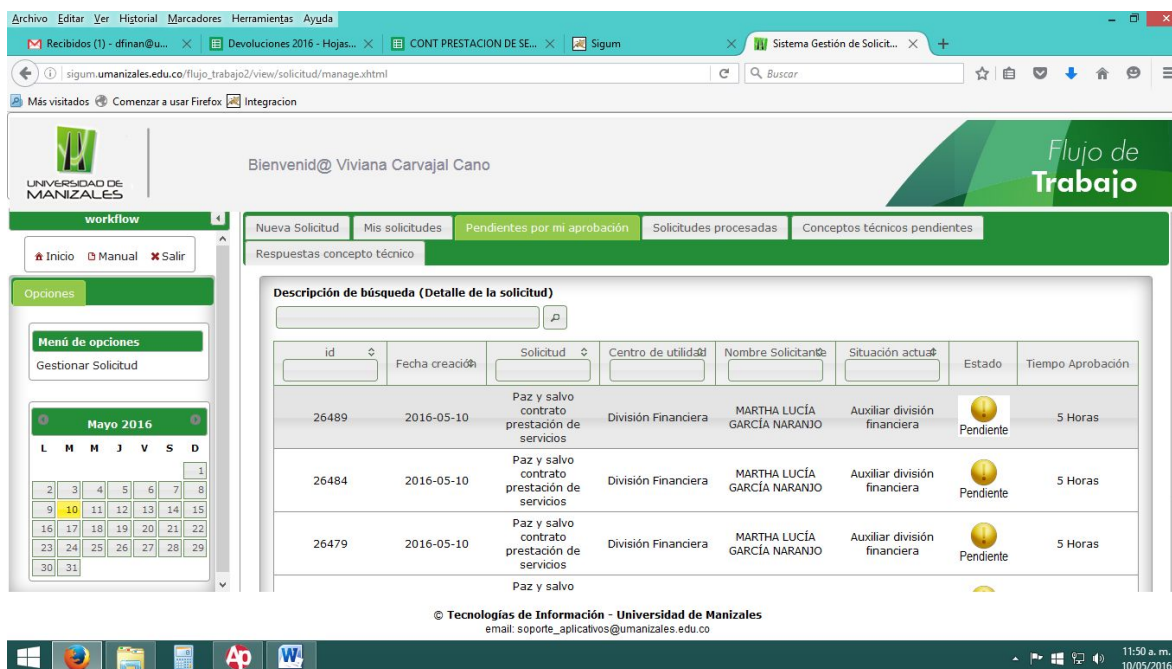 Archivo Editar Ver Historial Marcadores Herramientas Ayuda
Recibidos (1) - dfinan@u... Devoluciones 2016 - Hojas... CONT PRESTACION DE SE... Sigum Sistema Gestión de Solicit...
sigum.umanizales.edu.co/flujo_trabajo2/view/solicitud/manage.xhtml Buscar
Más visitados Comenzar a usar Firefox Integracion
UNIVERSIDAD DE
MANIZALES
Bienvenid@ Viviana Carvajal Cano
Flujo de
Trabajo
workflow
Inicio Manual Salir
Opciones
Menú de opciones
Gestionar Solicitud
Mayo 2016
L M M J V S D
1
2 3 4 5 6 7 8
9 10 11 12 13 14 15
16 17 18 19 20 21 22
23 24 25 26 27 28 29
30 31
Nueva Solicitud Mis solicitudes Pendientes por mi aprobación Solicitudes procesadas Conceptos técnicos pendientes
Respuestas concepto técnico
Descripción de búsqueda (Detalle de la solicitud)
id Fecha creación Solicitud Centro de utilidad Nombre Solicitante Situación actual Estado Tiempo Aprobación
26489 2016-05-10 Paz y salvo contrato prestación de servicios División Financiera MARTHA LUCÍA GARCÍA NARANJO Auxiliar división financiera Pendiente 5 Horas
26484 2016-05-10 Paz y salvo contrato prestación de servicios División Financiera MARTHA LUCÍA GARCÍA NARANJO Auxiliar división financiera Pendiente 5 Horas
26479 2016-05-10 Paz y salvo contrato prestación de servicios División Financiera MARTHA LUCÍA GARCÍA NARANJO Auxiliar división financiera Pendiente 5 Horas
Paz y salvo
© Tecnologías de Información - Universidad de Manizales
email: soporte_aplicativos@umanizales.edu.co
11:50 a. m.
10/05/2016